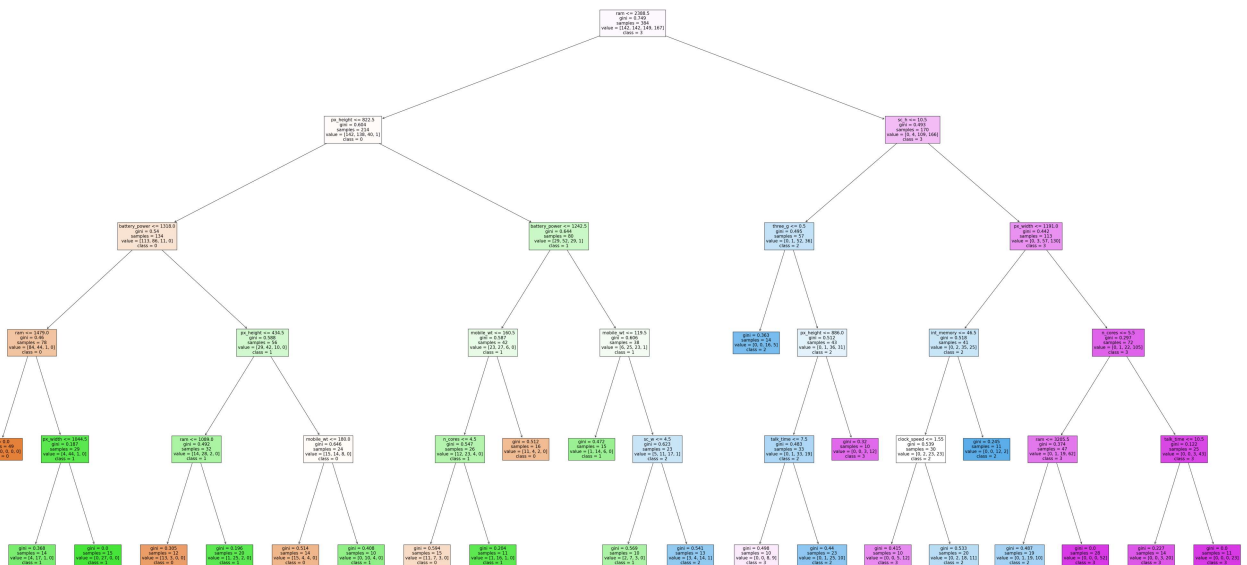 ram <= 2388.5
gini = 0.749
samples = 384
value = [142, 142, 149, 167]
class = 3
px_height <= 822.5
gini = 0.604
samples = 214
value = [142, 138, 40, 1]
class = 0
sc_h <= 10.5
gini = 0.493
samples = 170
value = [0, 4, 109, 166]
class = 3
battery_power <= 1318.0
gini = 0.54
samples = 134
value = [113, 86, 11, 0]
class = 0
battery_power <= 1242.5
gini = 0.644
samples = 80
value = [29, 52, 29, 1]
class = 1
three_g <= 0.5
gini = 0.495
samples = 57
value = [0, 1, 52, 36]
class = 2
px_width <= 1191.0
gini = 0.442
samples = 113
value = [0, 3, 57, 130]
class = 3
ram <= 1479.0
gini = 0.46
samples = 78
value = [84, 44, 1, 0]
class = 0
px_height <= 434.5
gini = 0.588
samples = 56
value = [29, 42, 10, 0]
class = 1
mobile_wt <= 160.5
gini = 0.587
samples = 42
value = [23, 27, 6, 0]
class = 1
mobile_wt <= 119.5
gini = 0.606
samples = 38
value = [6, 25, 23, 1]
class = 1
gini = 0.363
samples = 14
value = [0, 0, 16, 5]
class = 2
px_height <= 886.0
gini = 0.512
samples = 43
value = [0, 1, 36, 31]
class = 2
int_memory <= 46.5
gini = 0.518
samples = 41
value = [0, 2, 35, 25]
class = 2
n_cores <= 5.5
gini = 0.297
samples = 72
value = [0, 1, 22, 105]
class = 3
samples = 49
class = 0
px_width <= 1044.5
gini = 0.187
samples = 29
value = [4, 44, 1, 0]
class = 1
ram <= 1089.0
gini = 0.492
samples = 32
value = [14, 28, 2, 0]
class = 1
mobile_wt <= 180.0
gini = 0.646
samples = 24
value = [15, 14, 8, 0]
class = 0
n_cores <= 4.5
gini = 0.547
samples = 26
value = [12, 23, 4, 0]
class = 1
gini = 0.512
samples = 16
value = [11, 4, 2, 0]
class = 0
gini = 0.472
samples = 15
value = [1, 14, 6, 0]
class = 1
sc_w <= 4.5
gini = 0.623
samples = 23
value = [5, 11, 17, 1]
class = 2
talk_time <= 7.5
gini = 0.483
samples = 33
value = [0, 1, 33, 19]
class = 2
gini = 0.32
samples = 10
value = [0, 0, 3, 12]
class = 3
clock_speed <= 1.55
gini = 0.539
samples = 30
value = [0, 2, 23, 23]
class = 2
gini = 0.245
samples = 11
value = [0, 0, 12, 2]
class = 2
ram <= 3205.5
gini = 0.374
samples = 47
value = [0, 1, 19, 62]
class = 3
talk_time <= 10.5
gini = 0.122
samples = 25
value = [0, 0, 3, 43]
class = 3
gini = 0.368
samples = 14
value = [4, 17, 1, 0]
class = 1
gini = 0.0
samples = 15
value = [0, 27, 0, 0]
class = 1
gini = 0.305
samples = 12
value = [13, 3, 0, 0]
class = 0
gini = 0.196
samples = 20
value = [1, 25, 2, 0]
class = 1
gini = 0.514
samples = 14
value = [15, 4, 4, 0]
class = 0
gini = 0.408
samples = 10
value = [0, 10, 4, 0]
class = 1
gini = 0.594
samples = 15
value = [11, 7, 3, 0]
class = 0
gini = 0.204
samples = 11
value = [1, 16, 1, 0]
class = 1
gini = 0.569
samples = 10
value = [2, 7, 3, 0]
class = 1
gini = 0.541
samples = 13
value = [3, 4, 14, 1]
class = 2
gini = 0.498
samples = 10
value = [0, 0, 8, 9]
class = 3
gini = 0.44
samples = 23
value = [0, 1, 25, 10]
class = 2
gini = 0.415
samples = 10
value = [0, 0, 5, 12]
class = 3
gini = 0.533
samples = 20
value = [0, 2, 18, 11]
class = 2
gini = 0.487
samples = 19
value = [0, 1, 19, 10]
class = 2
gini = 0.0
samples = 28
value = [0, 0, 0, 52]
class = 3
gini = 0.227
samples = 14
value = [0, 0, 3, 20]
class = 3
gini = 0.0
samples = 11
value = [0, 0, 0, 23]
class = 3